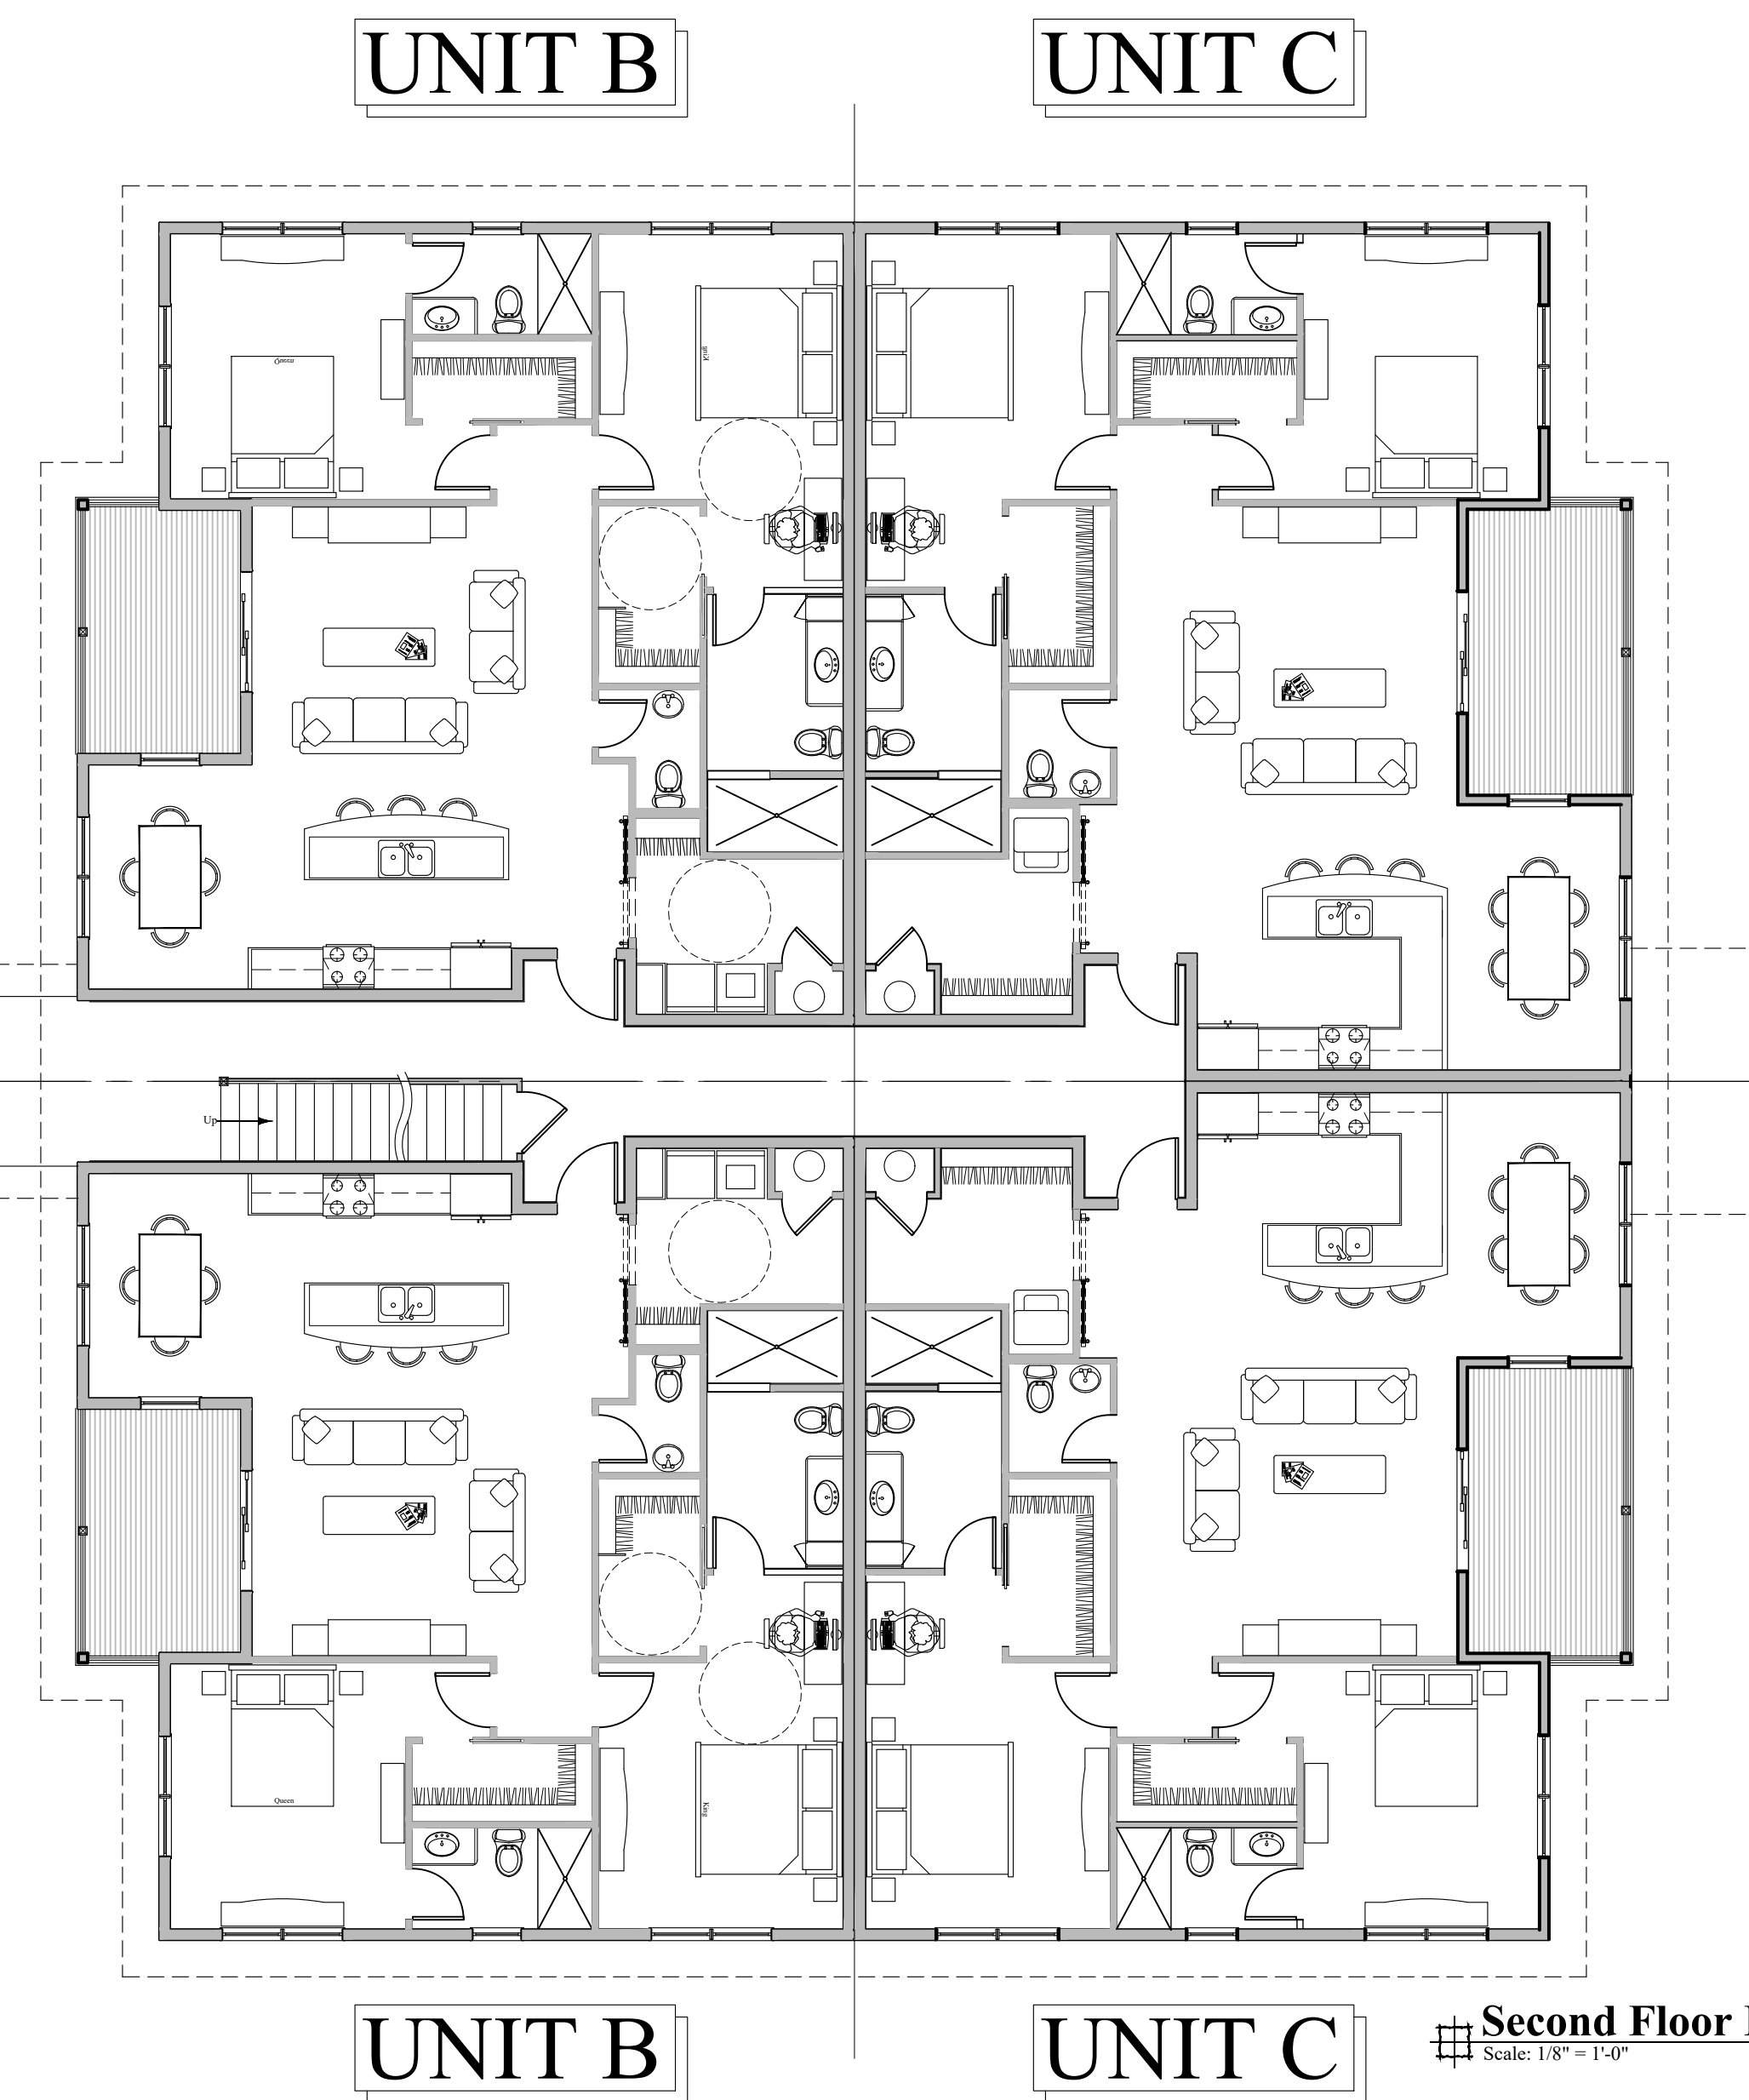 UNIT B
UNIT C
Queen
King
Up
Queen
King
UNIT B
UNIT C
Second Floor
Scale: 1/8" = 1'-0"